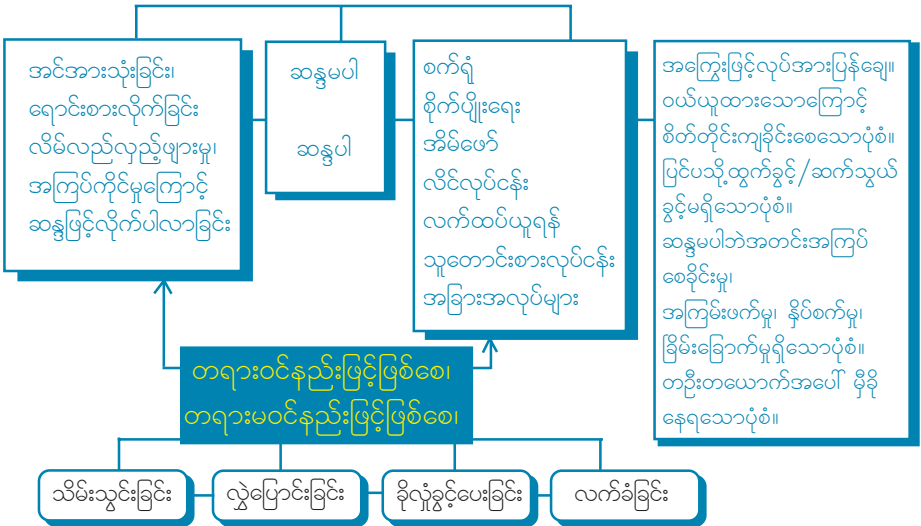 အင်အားသုံးခြင်း၊
ရောင်းစားလိုက်ခြင်း
လိမ်လည်လှည့်ဖျားမှု၊
အကြပ်ကိုင်မှုကြောင့်
ဆန္ဒဖြင့်လိုက်ပါလာခြင်း
ဆန္ဒမပါ
ဆန္ဒပါ
စက်ရုံ
စိုက်ပျိုးရေး
အိမ်ဖော်
လိင်လုပ်ငန်း
လက်ထပ်ယူရန်
သူတောင်းစားလုပ်ငန်း
အခြားအလုပ်များ
အကြွေးဖြင့်လုပ်အားပြန်ချေ။
ဝယ်ယူထားသောကြောင့်
စိတ်တိုင်းကျခိုင်းစေသောပုံစံ။
ပြင်ပသို့ထွက်ခွင့်/ဆက်သွယ်
ခွင့်မရှိသောပုံစံ။
ဆန္ဒမပါဘဲအတင်းအကြပ်
စေခိုင်းမှု၊
အကြမ်းဖက်မှု၊ နှိပ်စက်မှု၊
ခြိမ်းခြောက်မှုရှိသောပုံစံ။
တဦးတယောက်အပေါ် မှီခို
နေရသောပုံစံ။
တရားဝင်နည်းဖြင့်ဖြစ်စေ၊
တရားမဝင်နည်းဖြင့်ဖြစ်စေ၊
သိမ်းသွင်းခြင်း
လွှဲပြောင်းခြင်း
ခိုလှုံခွင့်ပေးခြင်း
လက်ခံခြင်း